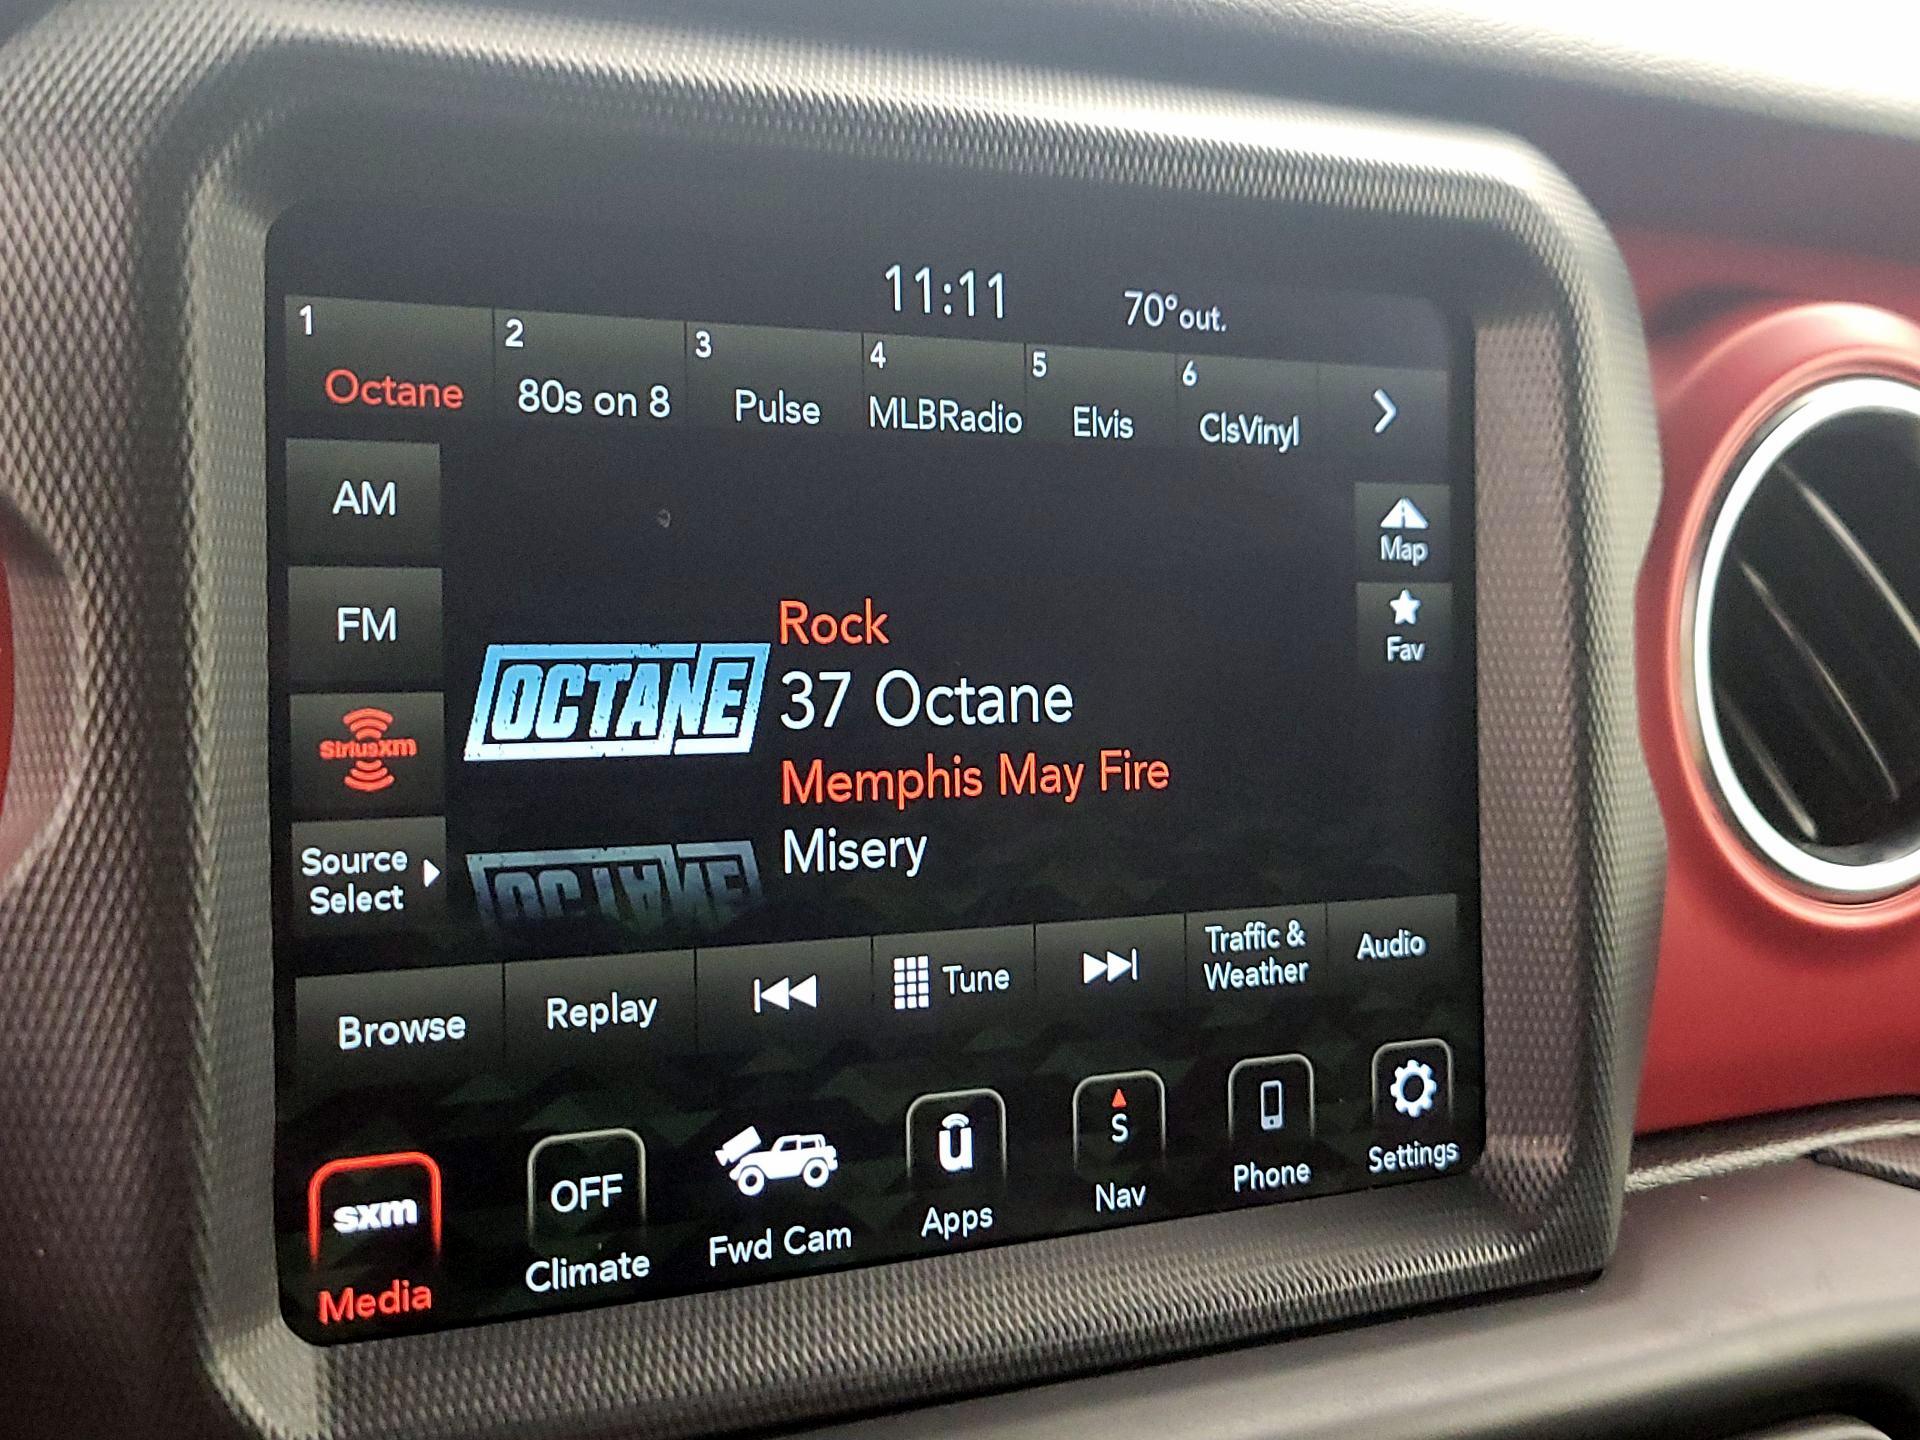 11:11
70°out.
1
Octane
2
80s on 8
3
Pulse
4
MLBRadio
5
Elvis
6
ClsVinyl
AM
FM
SiriusXm
Source
Select
OCTANE
Rock
37 Octane
Memphis May Fire
Misery
Map
Fav
Browse
Replay
Tune
Traffic &
Weather
Audio
sxm
Media
OFF
Climate
Fwd Cam
u
Apps
S
Nav
Phone
Settings